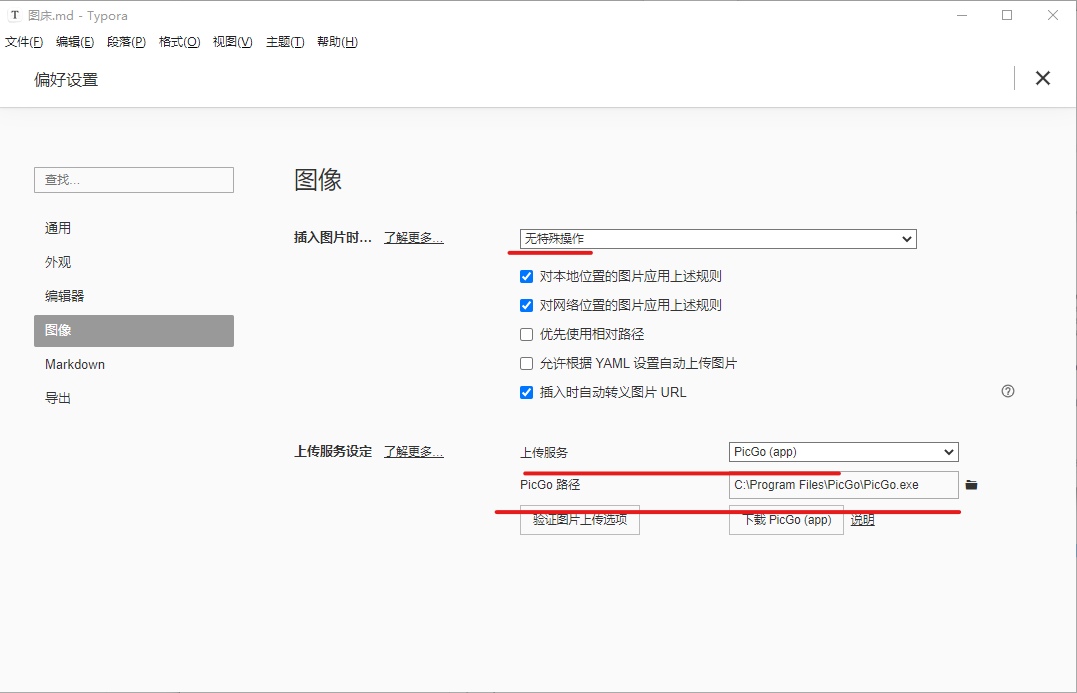 T 图床.md - Typora
文件(F) 编辑(E) 段落(P) 格式(O) 视图(V) 主题(T) 帮助(H)
偏好设置
查找...
通用
外观
编辑器
图像
Markdown
导出
图像
插入图片时... 了解更多... 无特殊操作
对本地位置的图片应用上述规则
对网络位置的图片应用上述规则
优先使用相对路径
允许根据 YAML 设置自动上传图片
插入时自动转义图片 URL ?
上传服务设定 了解更多... 上传服务 PicGo (app)
PicGo 路径 C:\Program Files\PicGo\PicGo.exe
验证图片上传选项 下载 PicGo (app) 说明